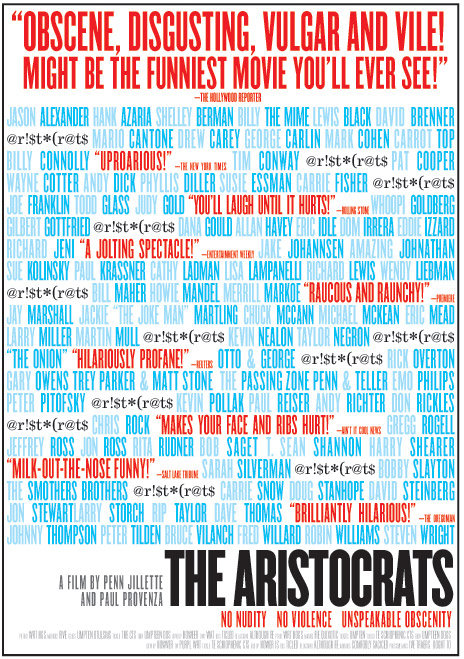 “OBSCENE, DISGUSTING, VULGAR AND VILE!
MIGHT BE THE FUNNIEST MOVIE YOU’LL EVER SEE!”
—THE HOLLYWOOD REPORTER
JASON ALEXANDER HANK AZARIA SHELLEY BERMAN BILLY THE MIME LEWIS BLACK DAVID BRENNER
@r!$t*(r@t$ MARIO CANTONE DREW CAREY GEORGE CARLIN MARK COHEN CARROT TOP
BILLY CONNOLLY “UPROARIOUS!” —THE NEW YORK TIMES TIM CONWAY @r!$t*(r@t$ PAT COOPER
WAYNE COTTER ANDY DICK PHYLLIS DILLER SUSIE ESSMAN CARRIE FISHER @r!$t*(r@t$
JOE FRANKLIN TODD GLASS JUDY GOLD “YOU’LL LAUGH UNTIL IT HURTS!” —ROLLING STONE WHOOPI GOLDBERG
GILBERT GOTTFRIED @r!$t*(r@t$ DANA GOULD ALLAN HAVEY ERIC IDLE DOM IRRERA EDDIE IZZARD
RICHARD JENI “A JOLTING SPECTACLE!” —ENTERTAINMENT WEEKLY JAKE JOHANNSEN AMAZING JOHNATHAN
SUE KOLINSKY PAUL KRASSNER CATHY LADMAN LISA LAMPANELLI RICHARD LEWIS WENDY LIEBMAN
@r!$t*(r@t$ BILL MAHER HOWIE MANDEL MERRILL MARKOE “RAUCOUS AND RAUNCHY!” —PREMIERE
JAY MARSHALL JACKIE “THE JOKE MAN” MARTLING CHUCK MCCANN MICHAEL MCKEAN ERIC MEAD
LARRY MILLER MARTIN MULL @r!$t*(r@t$ KEVIN NEALON TAYLOR NEGRON @r!$t*(r@t$
“THE ONION” “HILARIOUSLY PROFANE!” —REUTERS OTTO & GEORGE @r!$t*(r@t$ RICK OVERTON
GARY OWENS TREY PARKER & MATT STONE THE PASSING ZONE PENN & TELLER EMO PHILIPS
PETER PITOFSKY @r!$t*(r@t$ KEVIN POLLAK PAUL REISER ANDY RICHTER DON RICKLES
@r!$t*(r@t$ CHRIS ROCK “MAKES YOUR FACE AND RIBS HURT!” —AIN’T IT COOL NEWS GREGG ROGELL
JEFFREY ROSS JON ROSS RITA RUDNER BOB SAGET T. SEAN SHANNON HARRY SHEARER
“MILK-OUT-THE-NOSE FUNNY!” —SALT LAKE TRIBUNE SARAH SILVERMAN @r!$t*(r@t$ BOBBY SLAYTON
THE SMOTHERS BROTHERS @r!$t*(r@t$ CARRIE SNOW DOUG STANHOPE DAVID STEINBERG
JON STEWART LARRY STORCH RIP TAYLOR DAVE THOMAS “BRILLIANTLY HILARIOUS!” —THE OREGONIAN
JOHNNY THOMPSON PETER TILDEN BRUCE VILANCH FRED WILLARD ROBIN WILLIAMS STEVEN WRIGHT
A FILM BY PENN JILLETTE
AND PAUL PROVENZA
THE ARISTOCRATS
NO NUDITY NO VIOLENCE UNSPEAKABLE OBSCENITY